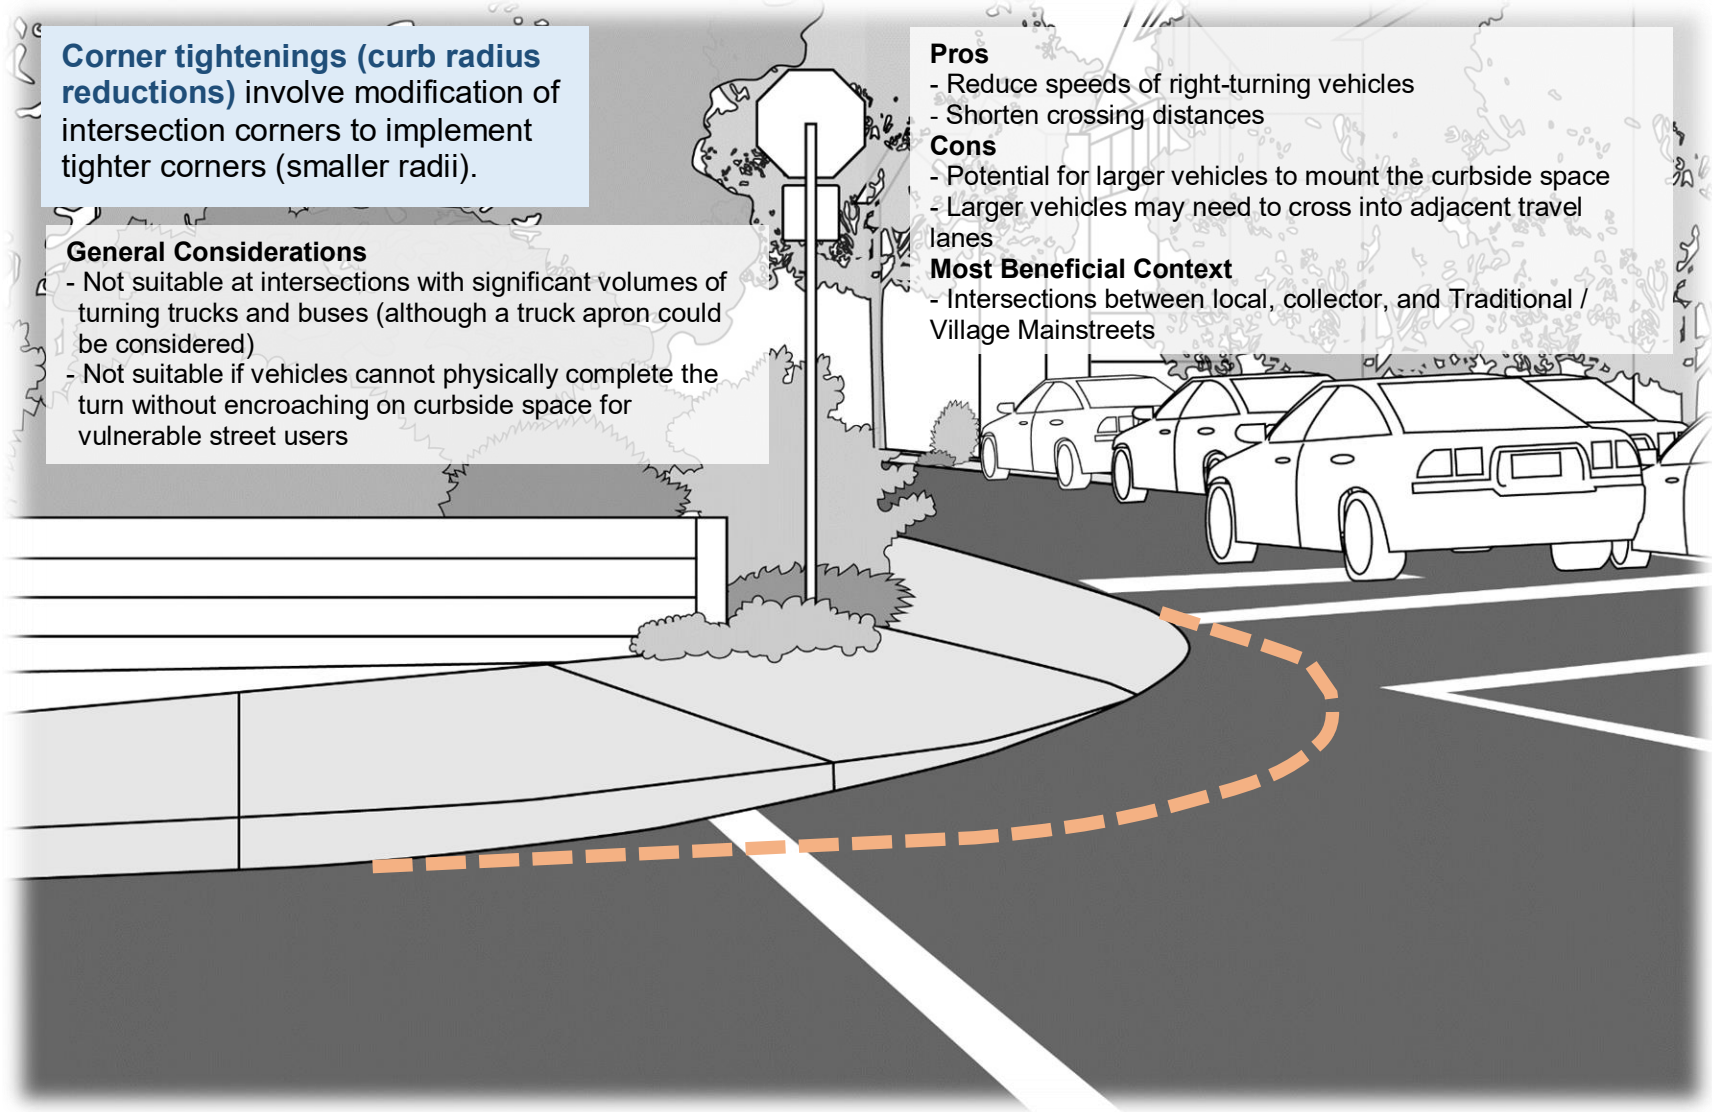 Corner tightenings (curb radius
reductions) involve modification of
intersection corners to implement
tighter corners (smaller radii).
General Considerations
- Not suitable at intersections with significant volumes of
turning trucks and buses (although a truck apron could
be considered)
- Not suitable if vehicles cannot physically complete the
turn without encroaching on curbside space for
vulnerable street users
Pros
- Reduce speeds of right-turning vehicles
- Shorten crossing distances
Cons
- Potential for larger vehicles to mount the curbside space
- Larger vehicles may need to cross into adjacent travel
lanes
Most Beneficial Context
- Intersections between local, collector, and Traditional /
Village Mainstreets